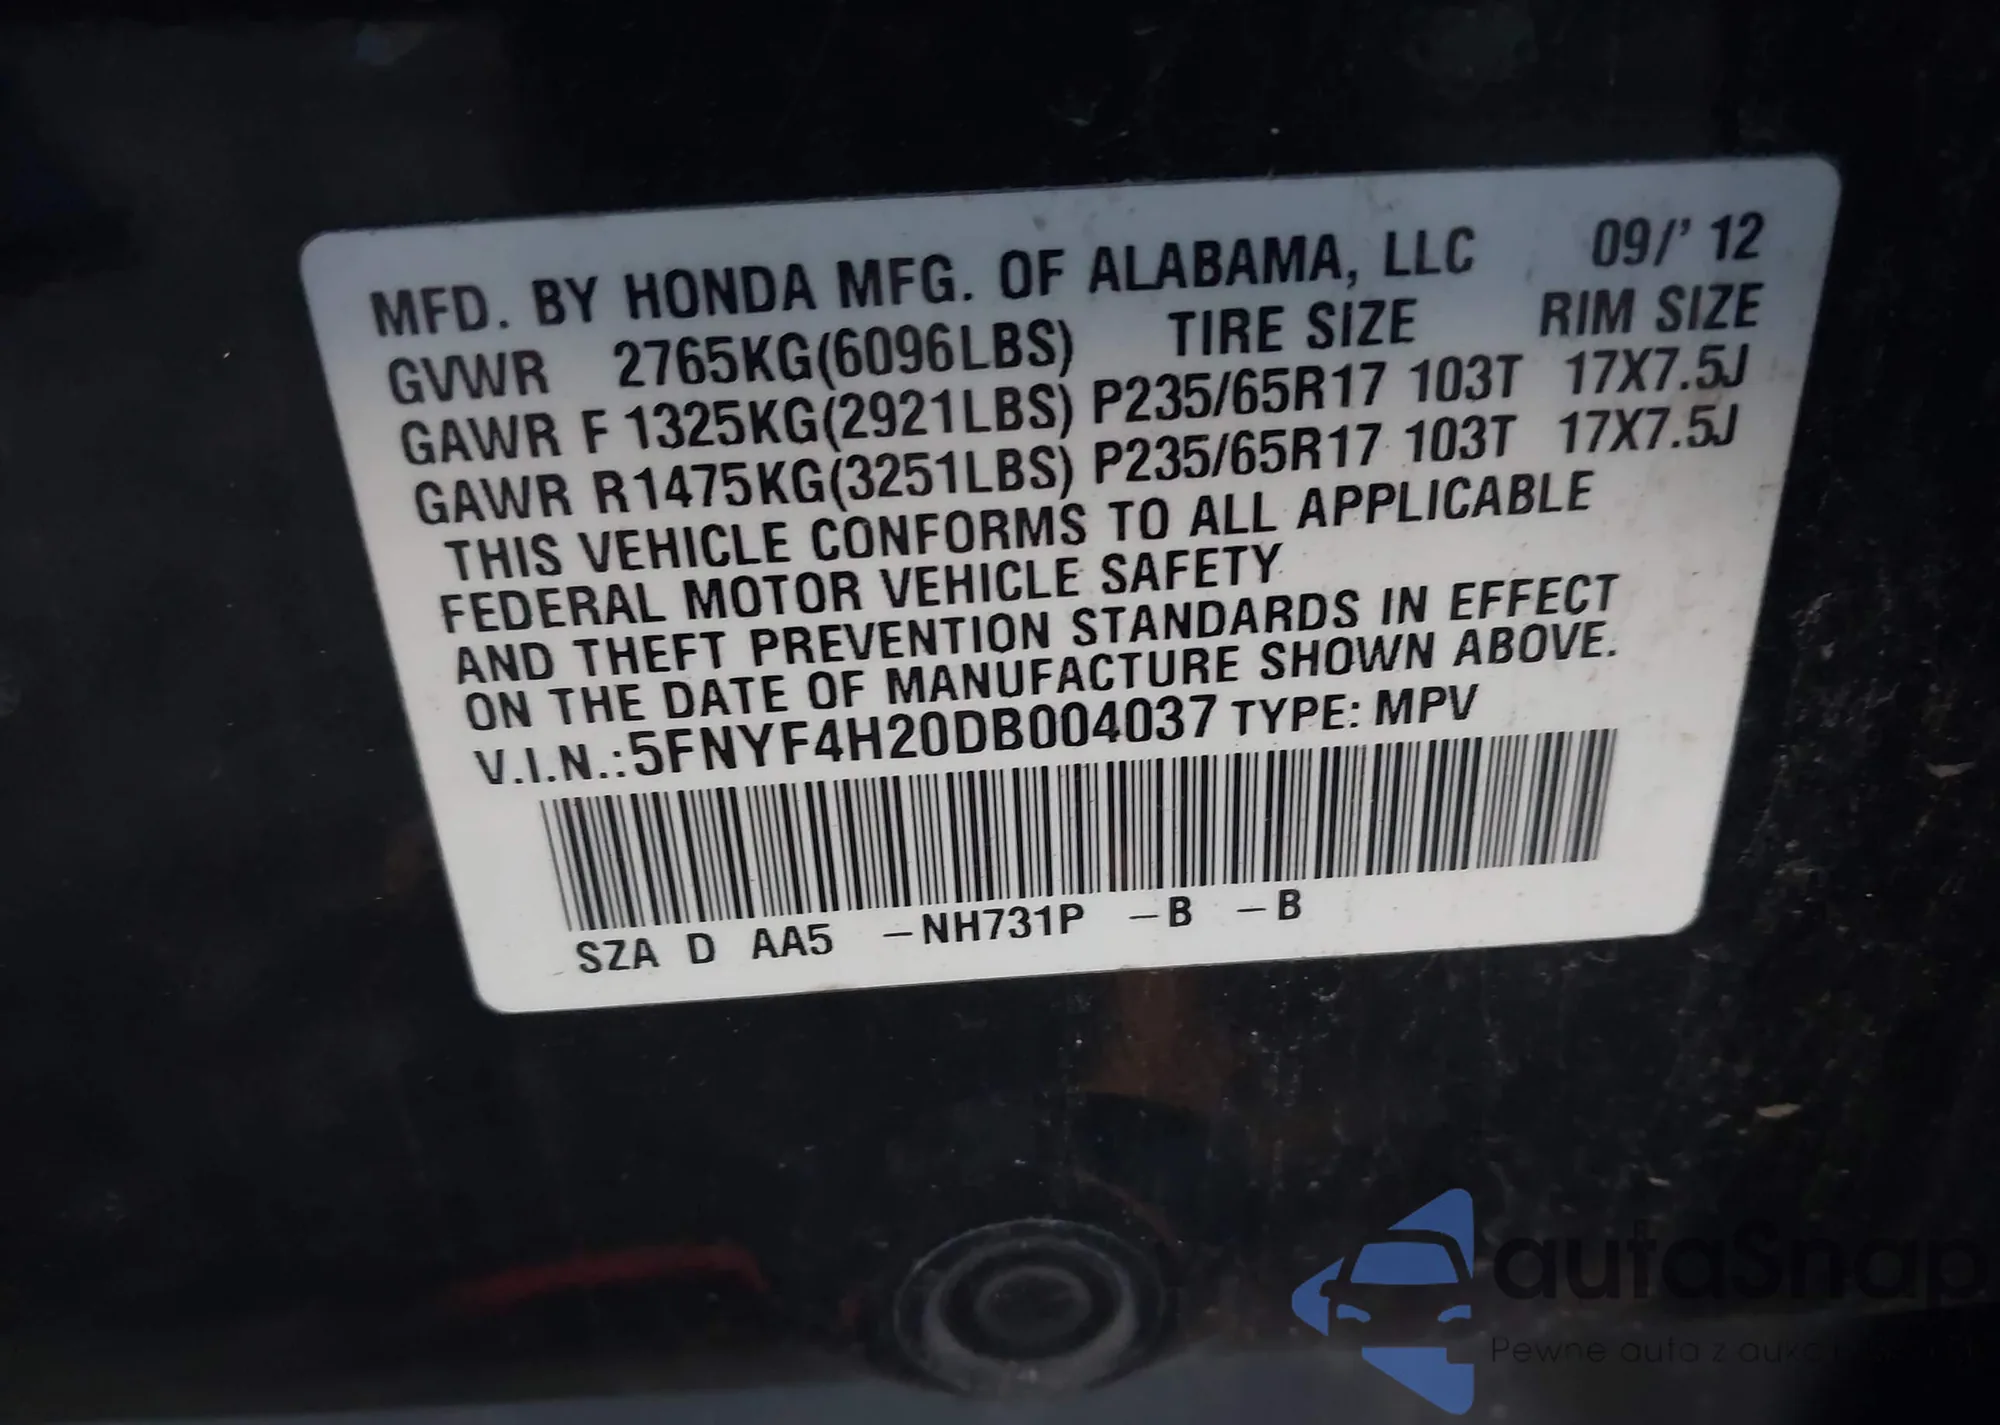 MFD. BY HONDA MFG. OF ALABAMA, LLC 09/' 12
GVWR 2765KG(6096LBS) TIRE SIZE RIM SIZE
GAWR F 1325KG(2921LBS) P235/65R17 103T 17X7.5J
GAWR R1475KG(3251LBS) P235/65R17 103T 17X7.5J
THIS VEHICLE CONFORMS TO ALL APPLICABLE
FEDERAL MOTOR VEHICLE SAFETY
AND THEFT PREVENTION STANDARDS IN EFFECT
ON THE DATE OF MANUFACTURE SHOWN ABOVE.
V.I.N.:5FNYF4H20DB004037 TYPE: MPV
SZA D AA5 –NH731P –B –B
autoSnap
Pewne auta z